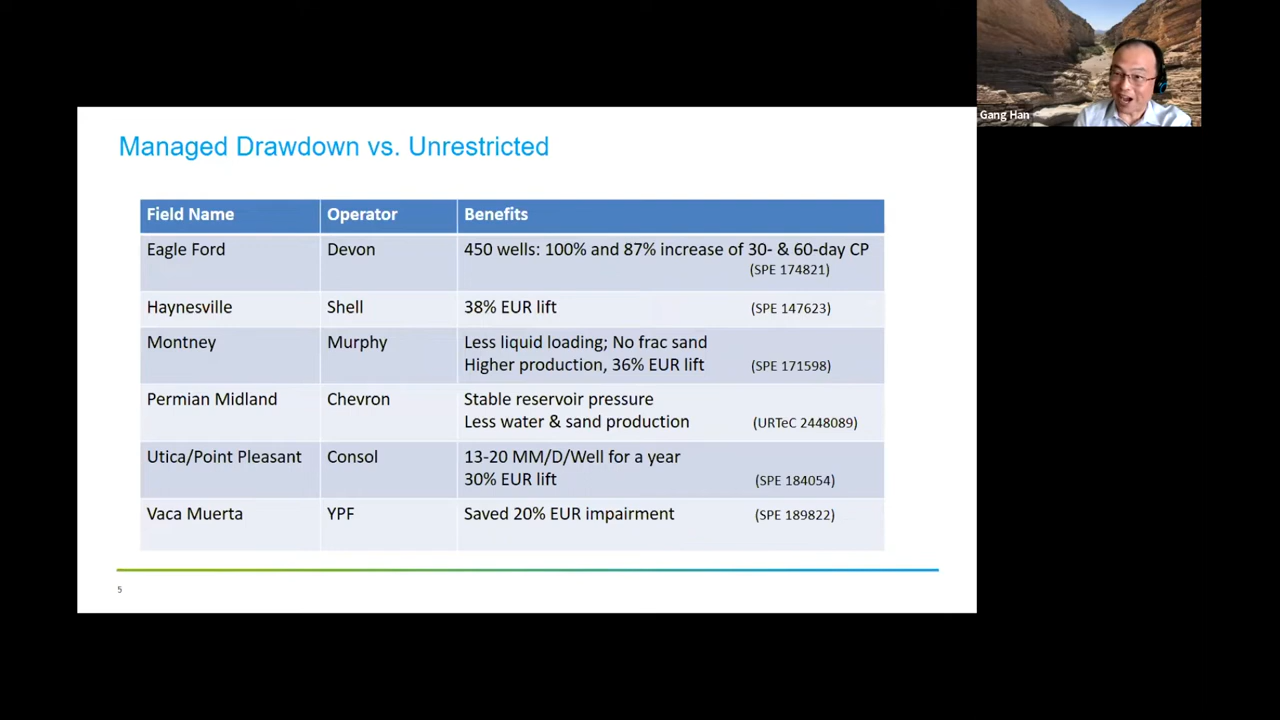 Gang Han
Managed Drawdown vs. Unrestricted
Field Name Operator Benefits
Eagle Ford Devon 450 wells: 100% and 87% increase of 30- & 60-day CP
(SPE 174821)
Haynesville Shell 38% EUR lift (SPE 147623)
Montney Murphy Less liquid loading; No frac sand
Higher production, 36% EUR lift (SPE 171598)
Permian Midland Chevron Stable reservoir pressure
Less water & sand production (URTeC 2448089)
Utica/Point Pleasant Consol 13-20 MM/D/Well for a year
30% EUR lift (SPE 184054)
Vaca Muerta YPF Saved 20% EUR impairment (SPE 189822)
5